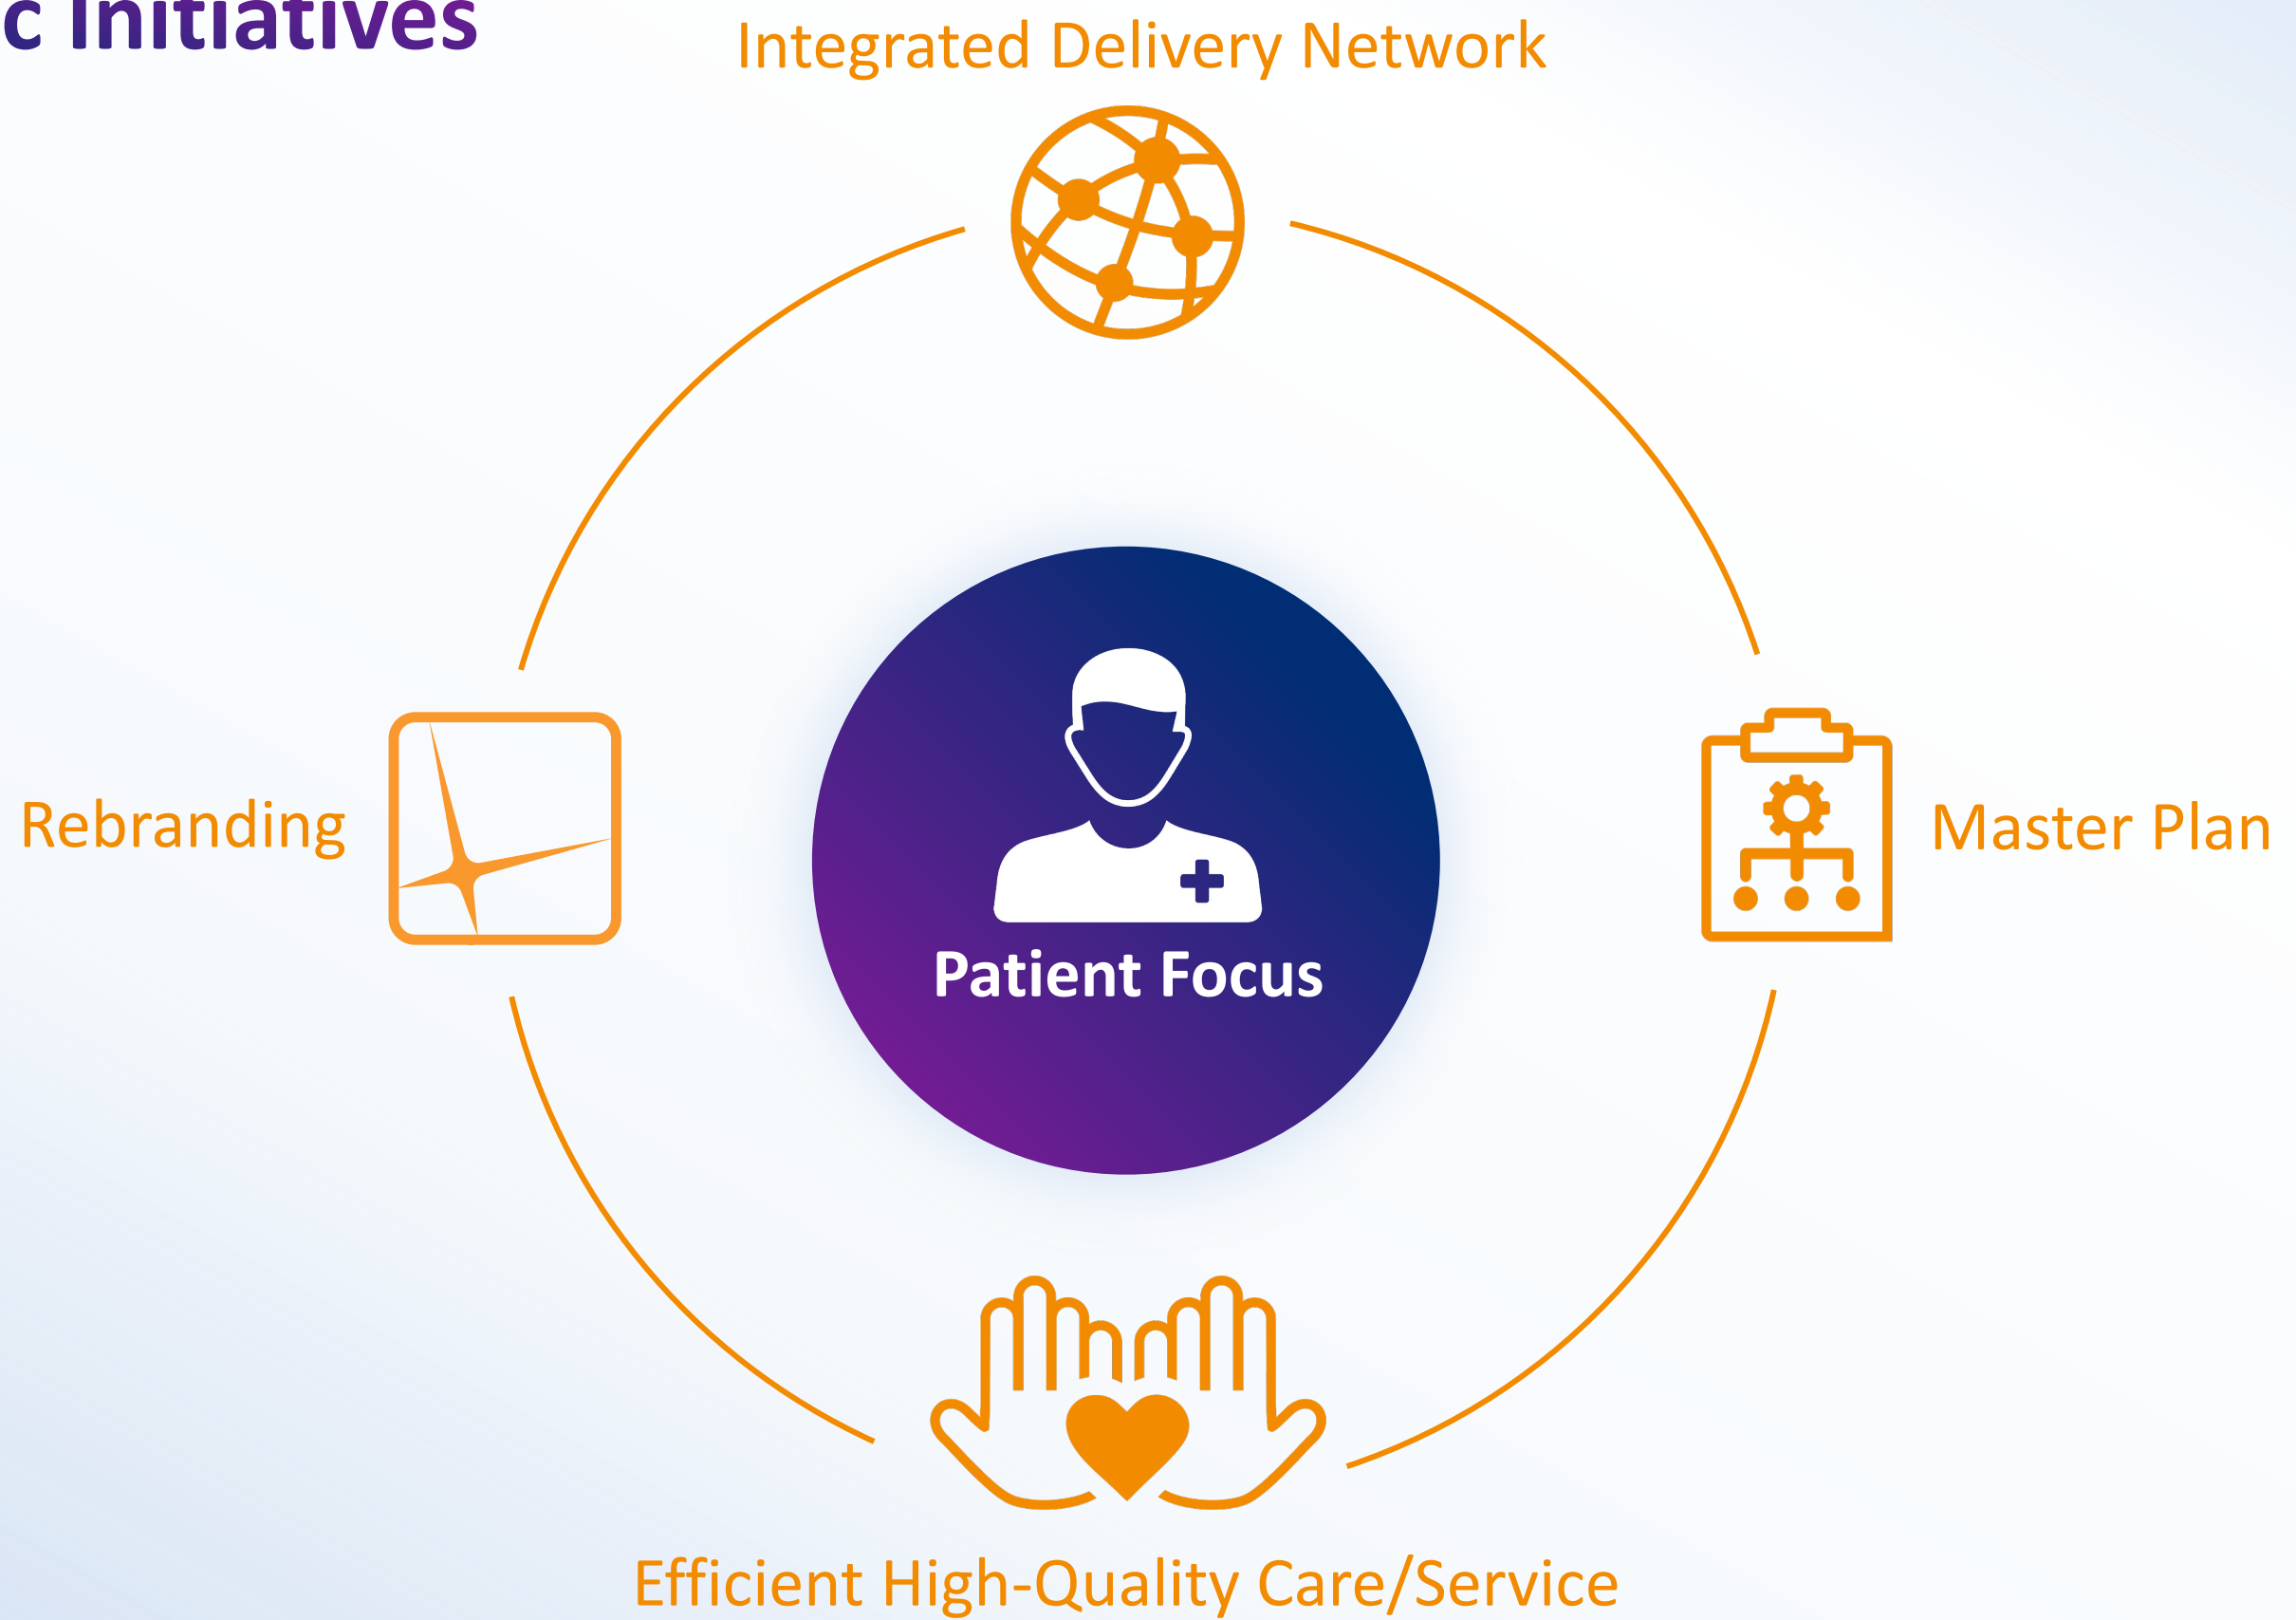 c Initiatives
Integrated Delivery Network
Rebranding
Master Plan
Patient Focus
Efficient High-Quality Care/Service